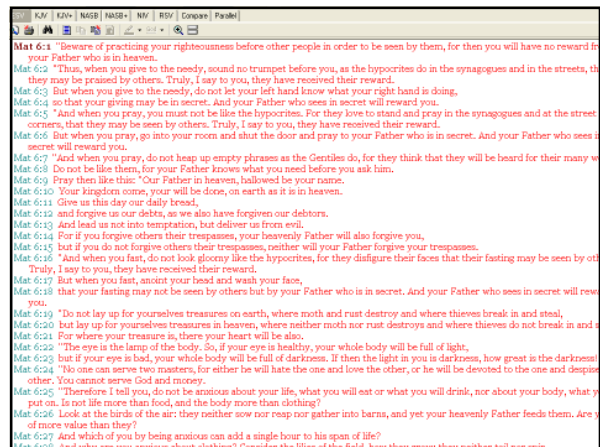 ESV KJV KJV+ NASB NASB+ NIV RSV Compare Parallel
Mat 6:1 "Beware of practicing your righteousness before other people in order to be seen by them, for then you will have no reward
your Father who is in heaven.
Mat 6:2 "Thus, when you give to the needy, sound no trumpet before you, as the hypocrites do in the synagogues and in the streets,
they may be praised by others. Truly, I say to you, they have received their reward.
Mat 6:3 But when you give to the needy, do not let your left hand know what your right hand is doing,
Mat 6:4 so that your giving may be in secret. And your Father who sees in secret will reward you.
Mat 6:5 "And when you pray, you must not be like the hypocrites. For they love to stand and pray in the synagogues and at the street
corners, that they may be seen by others. Truly, I say to you, they have received their reward.
Mat 6:6 But when you pray, go into your room and shut the door and pray to your Father who is in secret. And your Father who sees
secret will reward you.
Mat 6:7 "And when you pray, do not heap up empty phrases as the Gentiles do, for they think that they will be heard for their many
Mat 6:8 Do not be like them, for your Father knows what you need before you ask him.
Mat 6:9 Pray then like this: "Our Father in heaven, hallowed be your name.
Mat 6:10 Your kingdom come, your will be done, on earth as it is in heaven.
Mat 6:11 Give us this day our daily bread,
Mat 6:12 and forgive us our debts, as we also have forgiven our debtors.
Mat 6:13 And lead us not into temptation, but deliver us from evil.
Mat 6:14 For if you forgive others their trespasses, your heavenly Father will also forgive you,
Mat 6:15 but if you do not forgive others their trespasses, neither will your Father forgive your trespasses.
Mat 6:16 "And when you fast, do not look gloomy like the hypocrites, for they disfigure their faces that their fasting may be seen by
Truly, I say to you, they have received their reward.
Mat 6:17 But when you fast, anoint your head and wash your face,
Mat 6:18 that your fasting may not be seen by others but by your Father who is in secret. And your Father who sees in secret will
you.
Mat 6:19 "Do not lay up for yourselves treasures on earth, where moth and rust destroy and where thieves break in and steal,
Mat 6:20 but lay up for yourselves treasures in heaven, where neither moth nor rust destroys and where thieves do not break in and
Mat 6:21 For where your treasure is, there your heart will be also.
Mat 6:22 "The eye is the lamp of the body. So, if your eye is healthy, your whole body will be full of light,
Mat 6:23 but if your eye is bad, your whole body will be full of darkness. If then the light in you is darkness, how great is the darkness!
Mat 6:24 "No one can serve two masters, for either he will hate the one and love the other, or he will be devoted to the one and despise
other. You cannot serve God and money.
Mat 6:25 "Therefore I tell you, do not be anxious about your life, what you will eat or what you will drink, nor about your body, what
put on. Is not life more than food, and the body more than clothing?
Mat 6:26 Look at the birds of the air: they neither sow nor reap nor gather into barns, and yet your heavenly Father feeds them. Are
of more value than they?
Mat 6:27 And which of you by being anxious can add a single hour to his span of life?